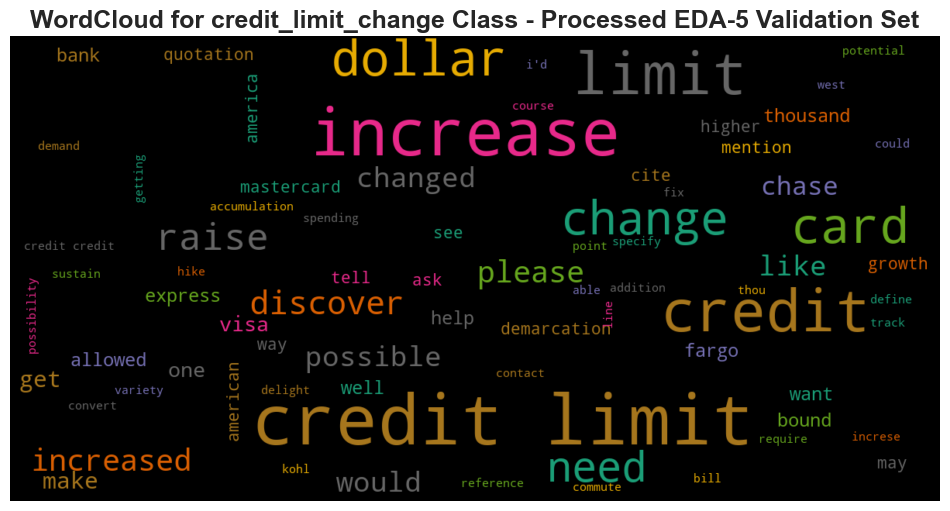 WordCloud for credit_limit_change Class - Processed EDA-5 Validation Set
bank
quotation
dollar
i'd
limit
potential
west
america
course
increase
higher
thousand
demand
mention
could
getting
mastercard
changed
cite
fix
chase
accumulation
spending
change
card
raise
see
point
specify
credit credit
sustain
hike
tell
ask
please
like
growth
possibility
express
discover
able
addition
line
thou
credit
define
track
visa
help
demarcation
way
possible
fargo
allowed
one
get
variety
american
delight
well
contact
want
convert
credit limit
bound
require
increse
increased
make
kohl
would
reference
need
commute
bill
may